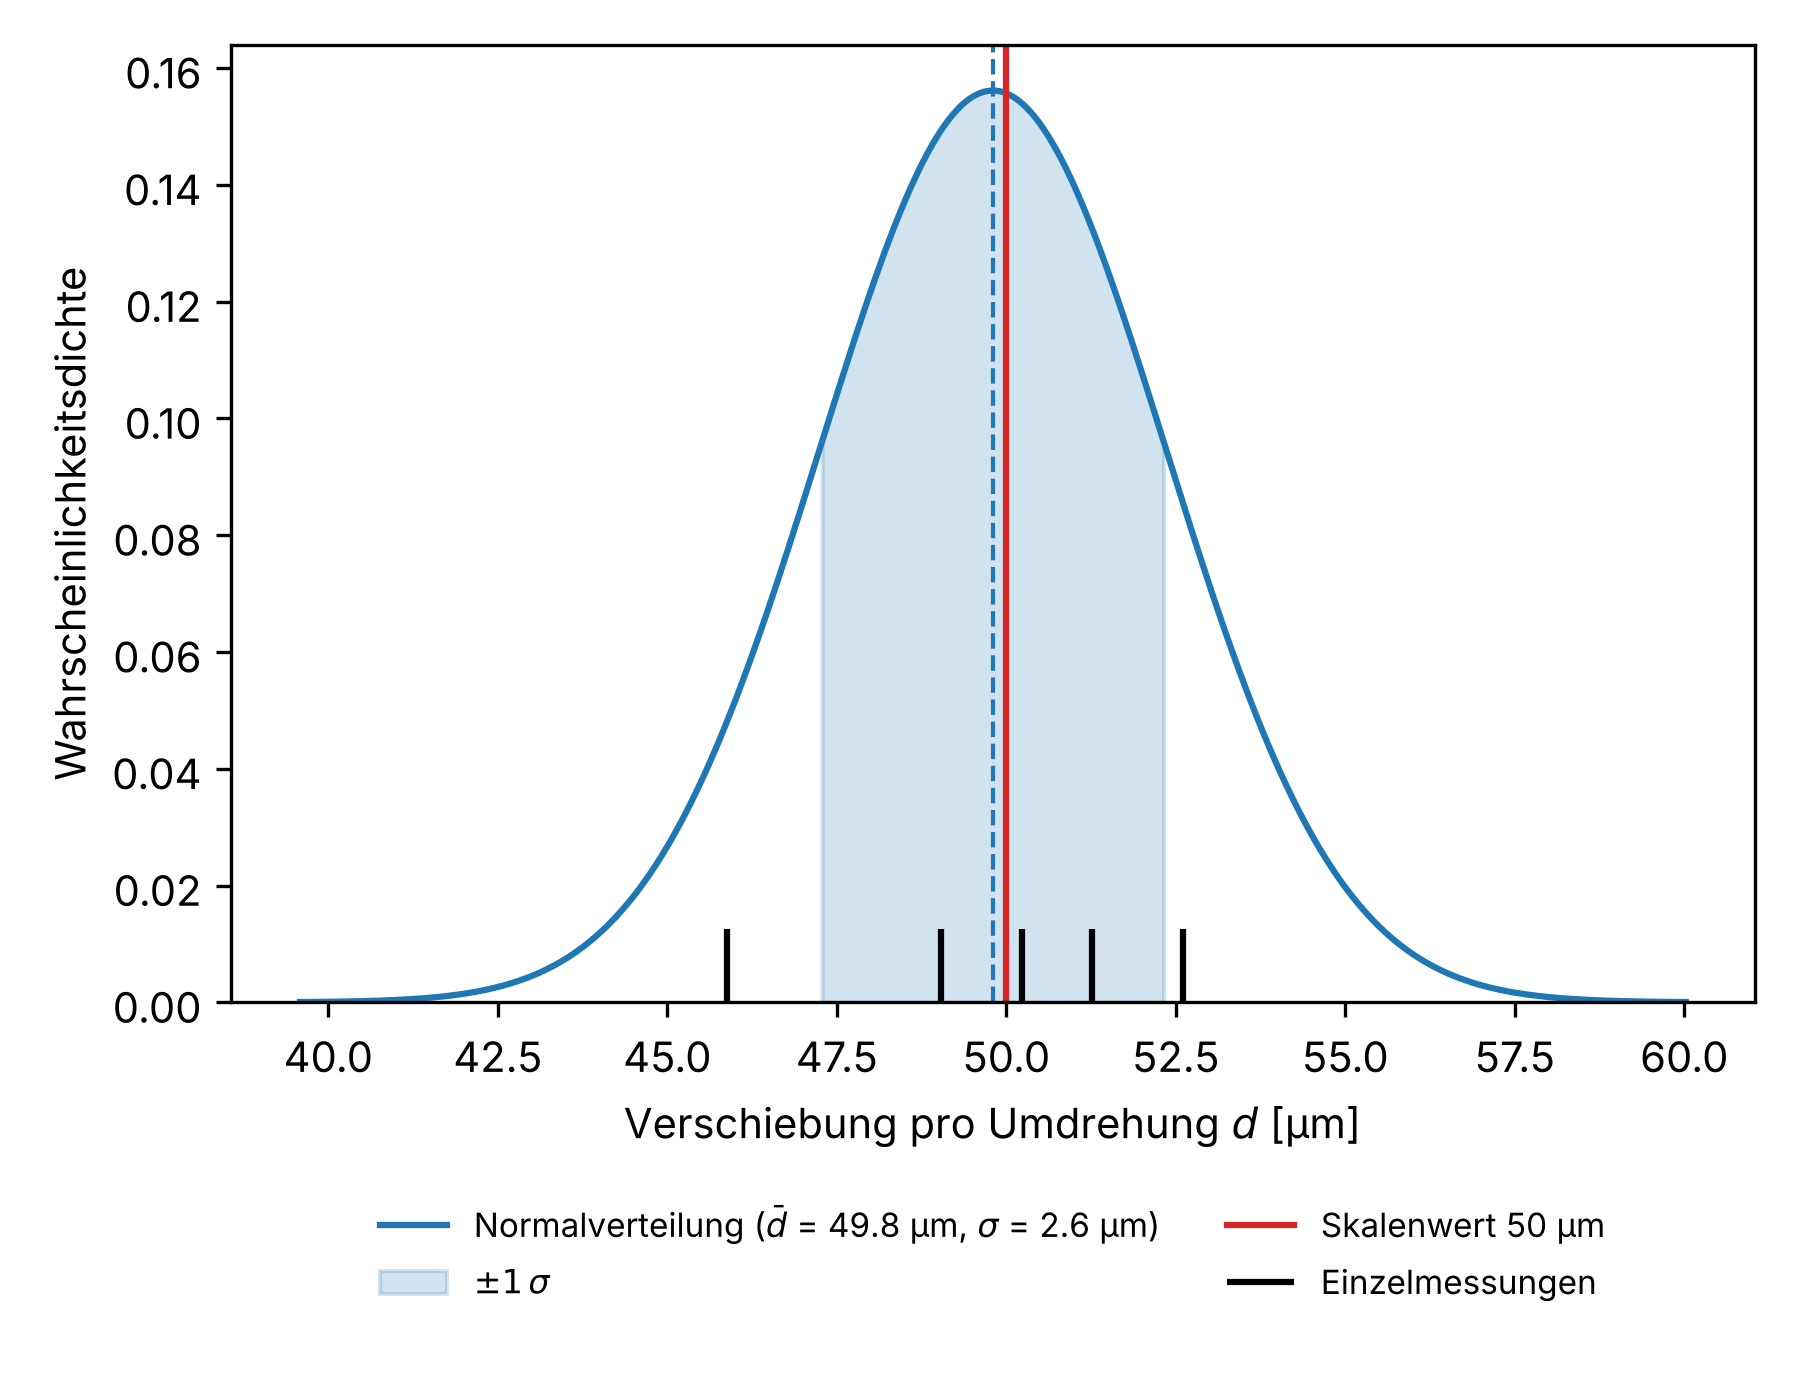 0.16
0.14
0.12
0.10
0.08
0.06
0.04
0.02
0.00
Wahrscheinlichkeitsdichte
40.0 42.5 45.0 47.5 50.0 52.5 55.0 57.5 60.0
Verschiebung pro Umdrehung d [µm]
Normalverteilung (d̄ = 49.8 µm, σ = 2.6 µm)
±1 σ
Skalenwert 50 µm
Einzelmessungen